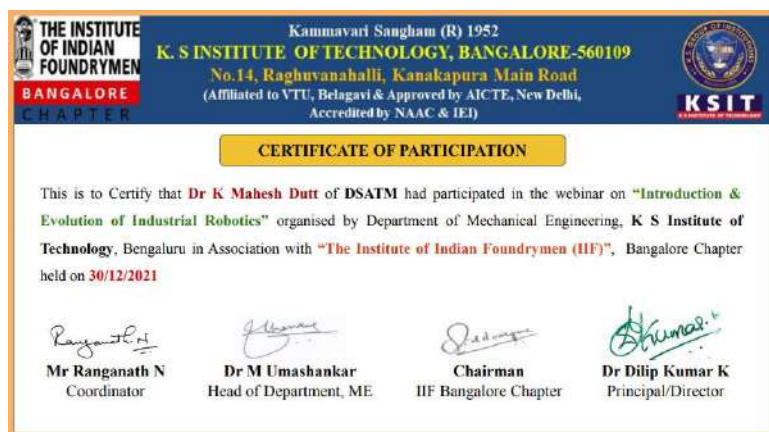 THE INSTITUTE
OF INDIAN
FOUNDRYMEN
BANGALORE
CHAPTER
Kammavari Sangham (R) 1952
K. S INSTITUTE OF TECHNOLOGY, BANGALORE-560109
No.14, Raghuvanahalli, Kanakapura Main Road
(Affiliated to VTU, Belagavi & Approved by AICTE, New Delhi,
Accredited by NAAC & IEI)
KSIT
K S INSTITUTE OF TECHNOLOGY
CERTIFICATE OF PARTICIPATION
This is to Certify that Dr K Mahesh Dutt of DSATM had participated in the webinar on “Introduction &
Evolution of Industrial Robotics” organised by Department of Mechanical Engineering, K S Institute of
Technology, Bengaluru in Association with “The Institute of Indian Foundrymen (IIF)”, Bangalore Chapter
held on 30/12/2021
Ranganath.N
Mr Ranganath N
Coordinator
Dr M Umashankar
Head of Department, ME
Chairman
IIF Bangalore Chapter
Dr Dilip Kumar K
Principal/Director